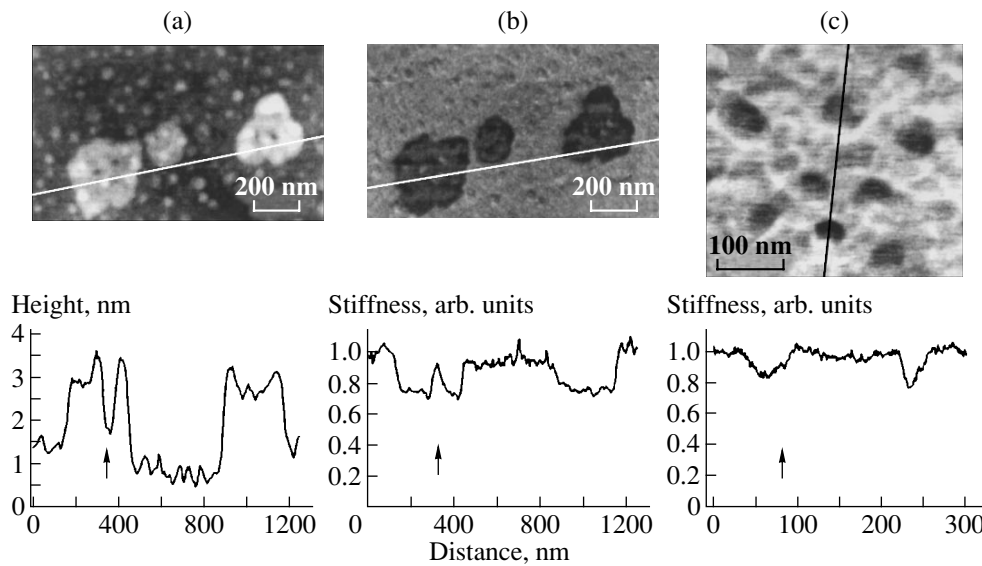 (a)
(b)
(c)
200 nm
200 nm
100 nm
Height, nm
4
3
2
1
0
0 400 800 1200
Stiffness, arb. units
1.0
0.8
0.6
0.4
0.2
0 400 800 1200
Stiffness, arb. units
1.0
0.8
0.6
0.4
0.2
0 100 200 300
Distance, nm